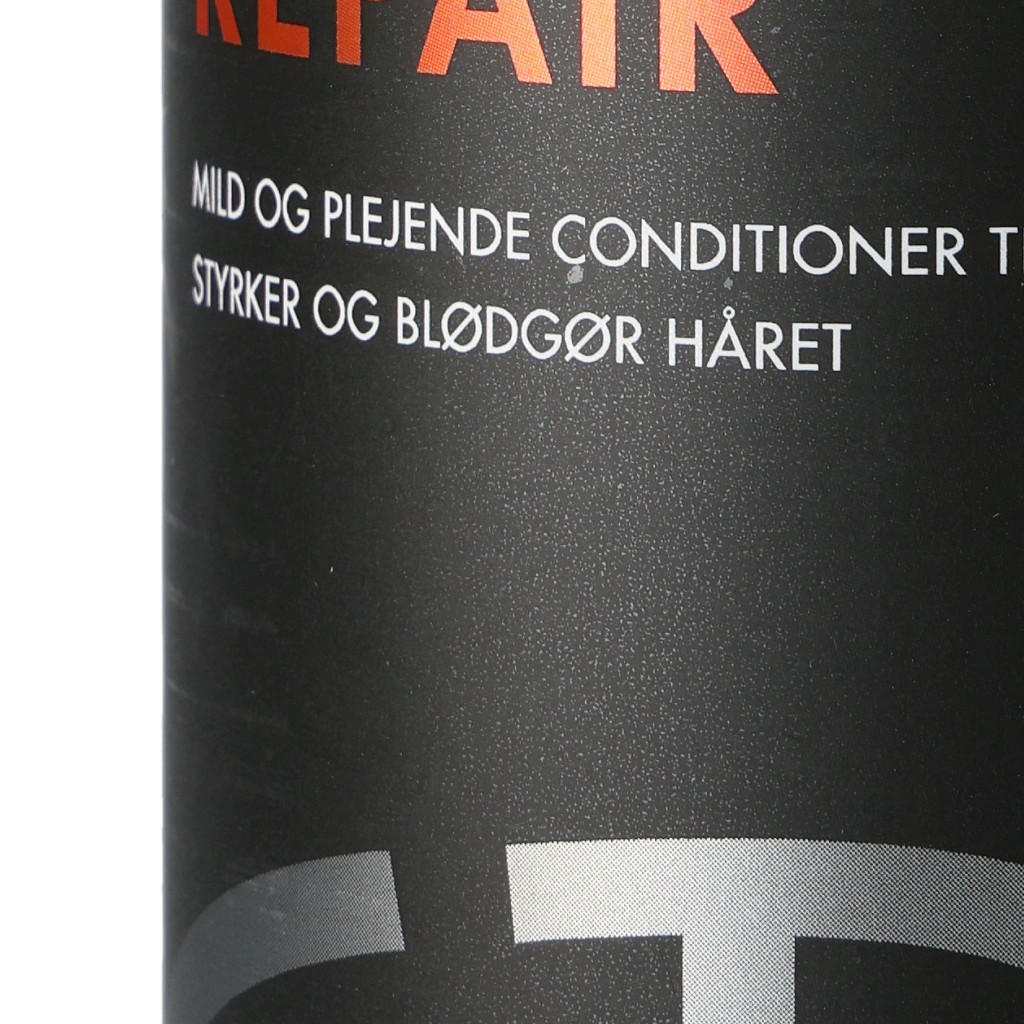 REPAIR
MILD OG PLEJENDE CONDITIONER
STYRKER OG BLØDGØR HÅRET